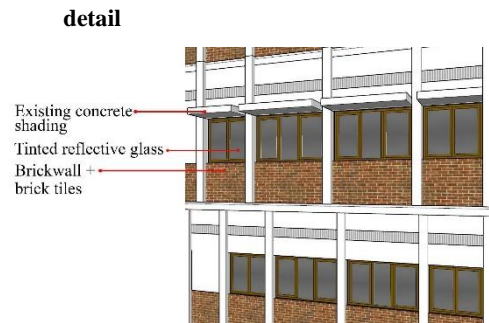 detail
Existing concrete
shading
Tinted reflective glass
Brickwall +
brick tiles